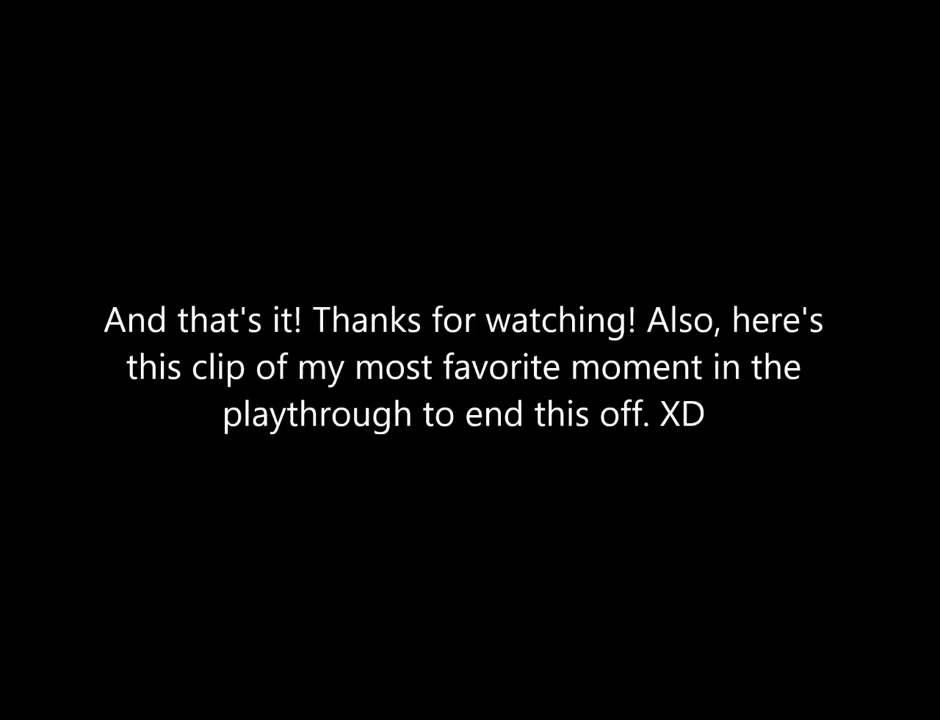 And that's it! Thanks for watching! Also, here's
this clip of my most favorite moment in the
playthrough to end this off. XD